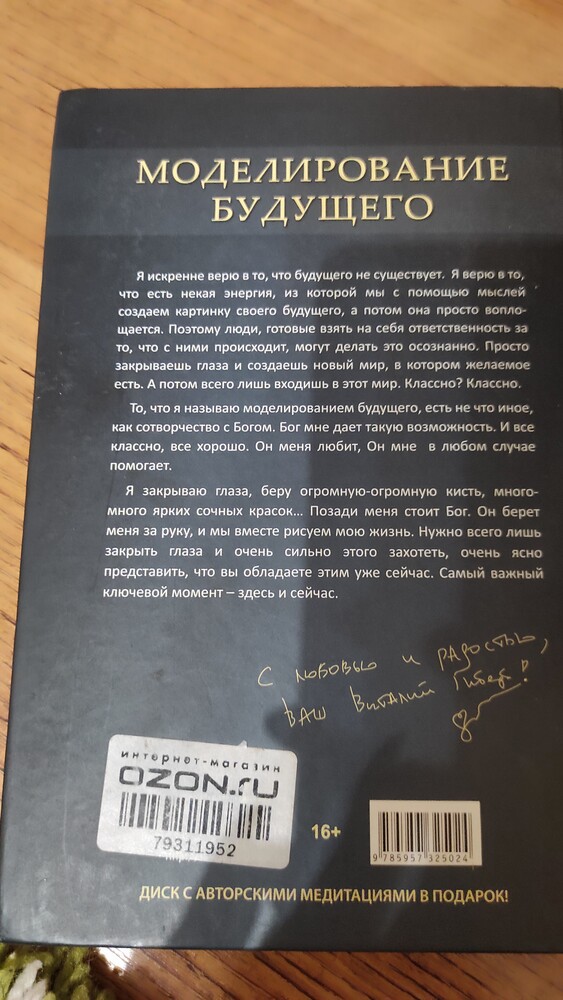 МОДЕЛИРОВАНИЕ
БУДУЩЕГО
Я искренне верю в то, что будущего не существует. Я верю в то,
что есть некая энергия, из которой мы с помощью мыслей
создаем картинку своего будущего, а потом она просто вопло-
щается. Поэтому люди, готовые взять на себя ответственность за
то, что с ними происходит, могут делать это осознанно. Просто
закрываешь глаза и создаешь новый мир, в котором желаемое
есть. А потом всего лишь входишь в этот мир. Классно? Классно.
То, что я называю моделированием будущего, есть не что иное,
как сотворчество с Богом. Бог мне дает такую возможность. И все
классно, все хорошо. Он меня любит, Он мне в любом случае
помогает.
Я закрываю глаза, беру огромную-огромную кисть, много-
много ярких сочных красок... Позади меня стоит Бог. Он берет
меня за руку, и мы вместе рисуем мою жизнь. Нужно всего лишь
закрыть глаза и очень сильно этого захотеть, очень ясно
представить, что вы обладаете этим уже сейчас. Самый важный
ключевой момент – здесь и сейчас.
С любовью и радостью,
ваш Виталий Гиберт!
интернет-магазин
OZON.ru
79311952
16+
9 785957 325024
ДИСК С АВТОРСКИМИ МЕДИТАЦИЯМИ В ПОДАРОК!